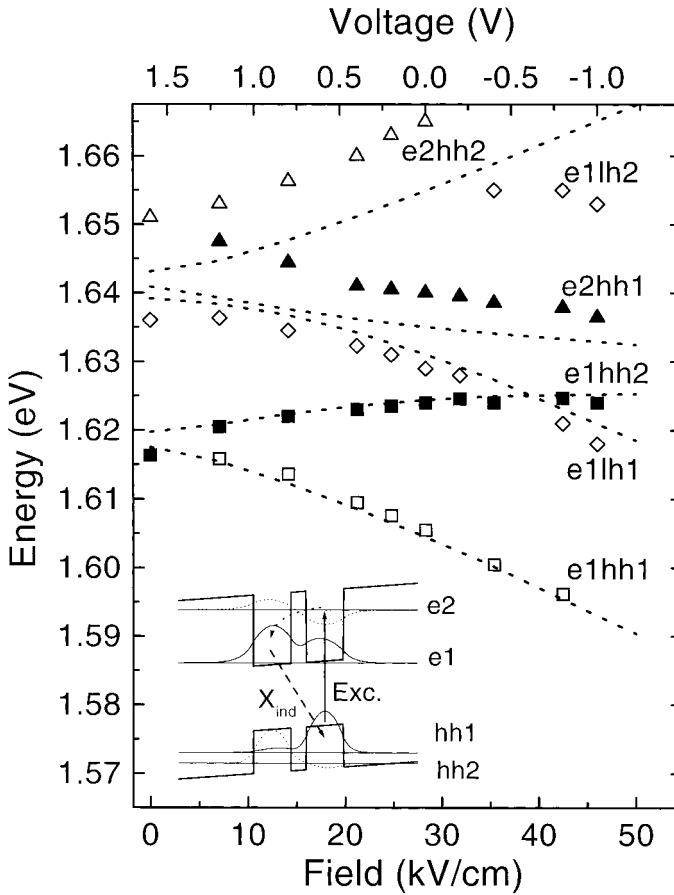 Voltage (V)
1.5 1.0 0.5 0.0 -0.5 -1.0
Energy (eV)
1.66
1.65
1.64
1.63
1.62
1.61
1.60
1.59
1.58
1.57
e2hh2
e1lh2
e2hh1
e1hh2
e1lh1
e1hh1
e2
e1
X_ind
Exc.
hh1
hh2
0 10 20 30 40 50
Field (kV/cm)